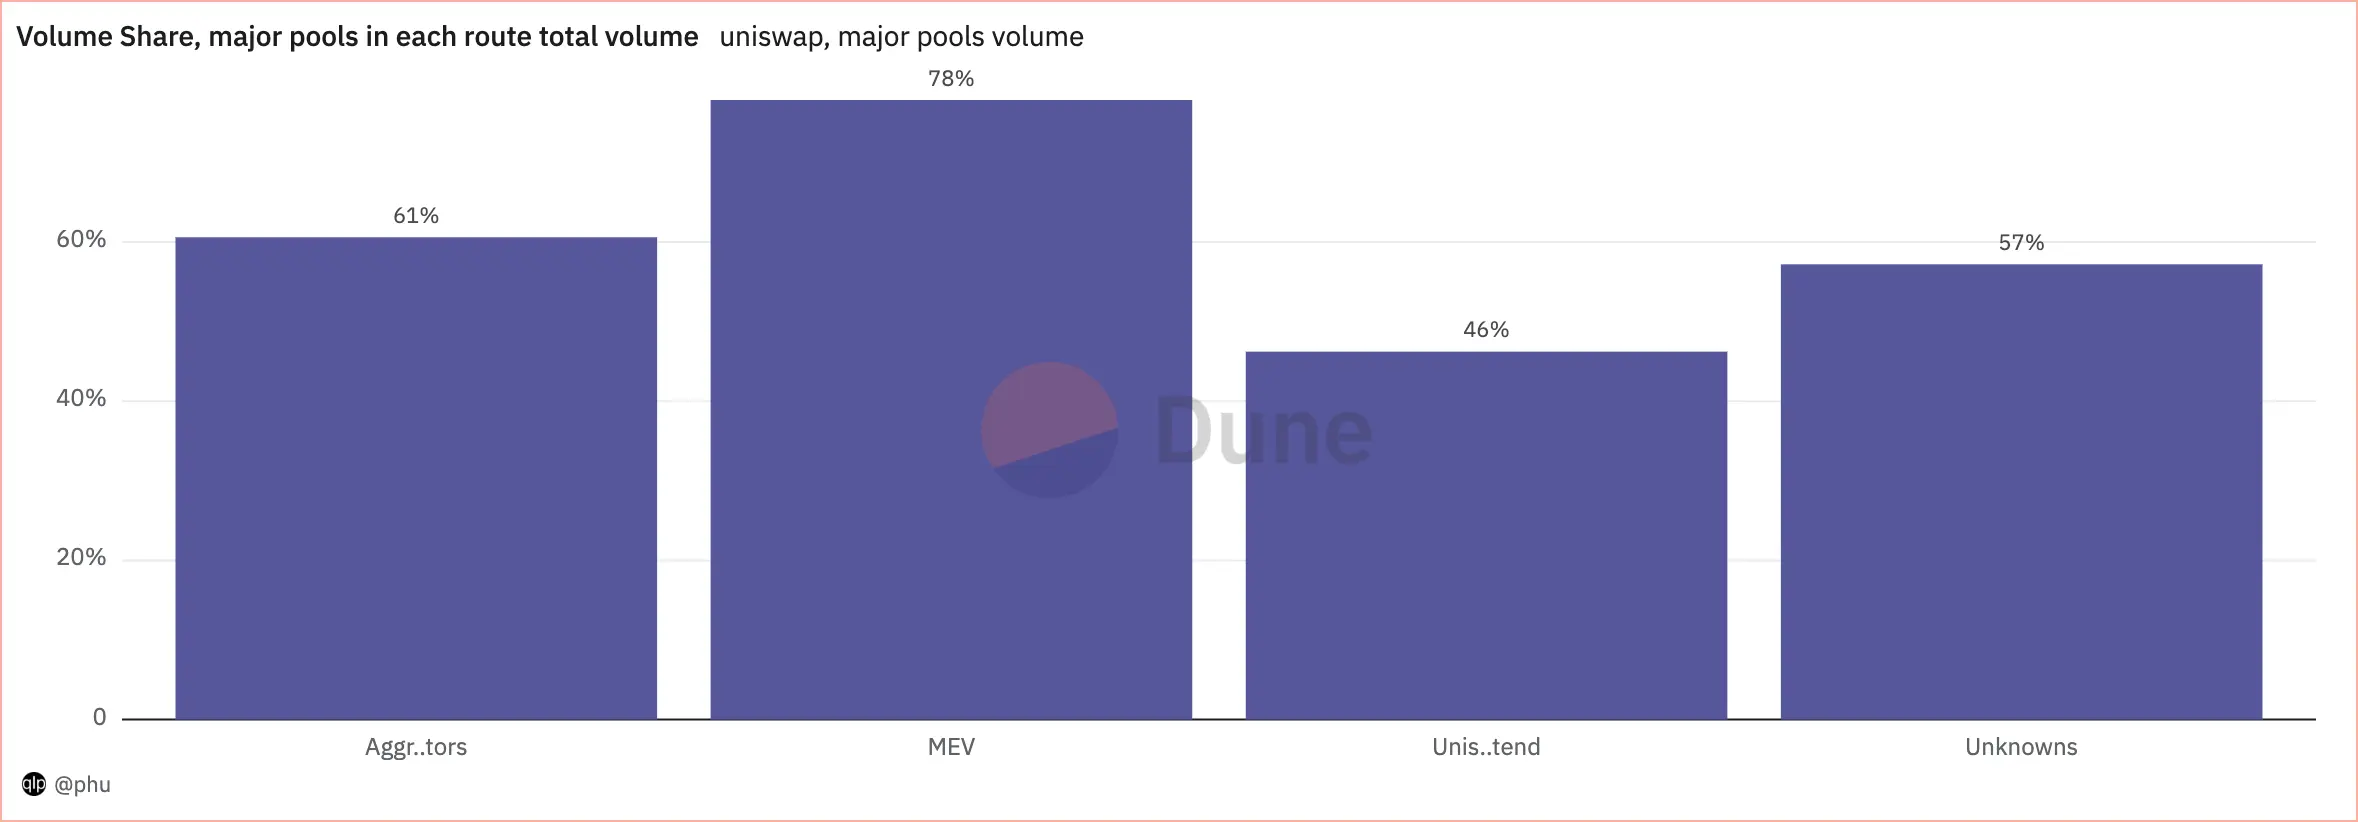 Volume Share, major pools in each route total volume uniswap, major pools volume
78%
61%
60%
57%
46%
40%
Dune
20%
0
Aggr..tors MEV Unis..tend Unknowns
qlp @phu